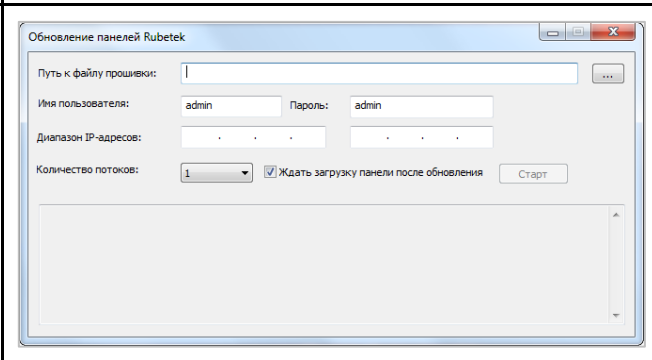 Обновление панелей Rubetek
Путь к файлу прошивки: ...
Имя пользователя: admin Пароль: admin
Диапазон IP-адресов: . . . . . .
Количество потоков: 1 Ждать загрузку панели после обновления Старт